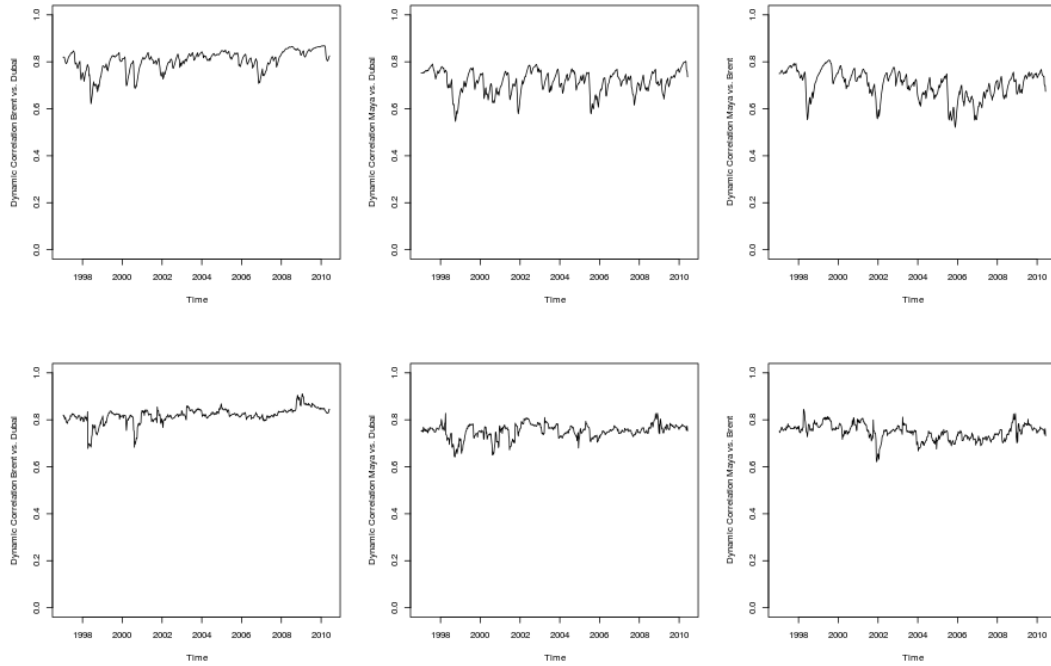 Dynamic Correlation Brent vs. Dubai
0.0 0.2 0.4 0.6 0.8 1.0
1998 2000 2002 2004 2006 2008 2010
Time
Dynamic Correlation Maya vs. Dubai
0.0 0.2 0.4 0.6 0.8 1.0
1998 2000 2002 2004 2006 2008 2010
Time
Dynamic Correlation Maya vs. Brent
0.0 0.2 0.4 0.6 0.8 1.0
1998 2000 2002 2004 2006 2008 2010
Time
Dynamic Correlation Brent vs. Dubai
0.0 0.2 0.4 0.6 0.8 1.0
1998 2000 2002 2004 2006 2008 2010
Time
Dynamic Correlation Maya vs. Dubai
0.0 0.2 0.4 0.6 0.8 1.0
1998 2000 2002 2004 2006 2008 2010
Time
Dynamic Correlation Maya vs. Brent
0.0 0.2 0.4 0.6 0.8 1.0
1998 2000 2002 2004 2006 2008 2010
Time